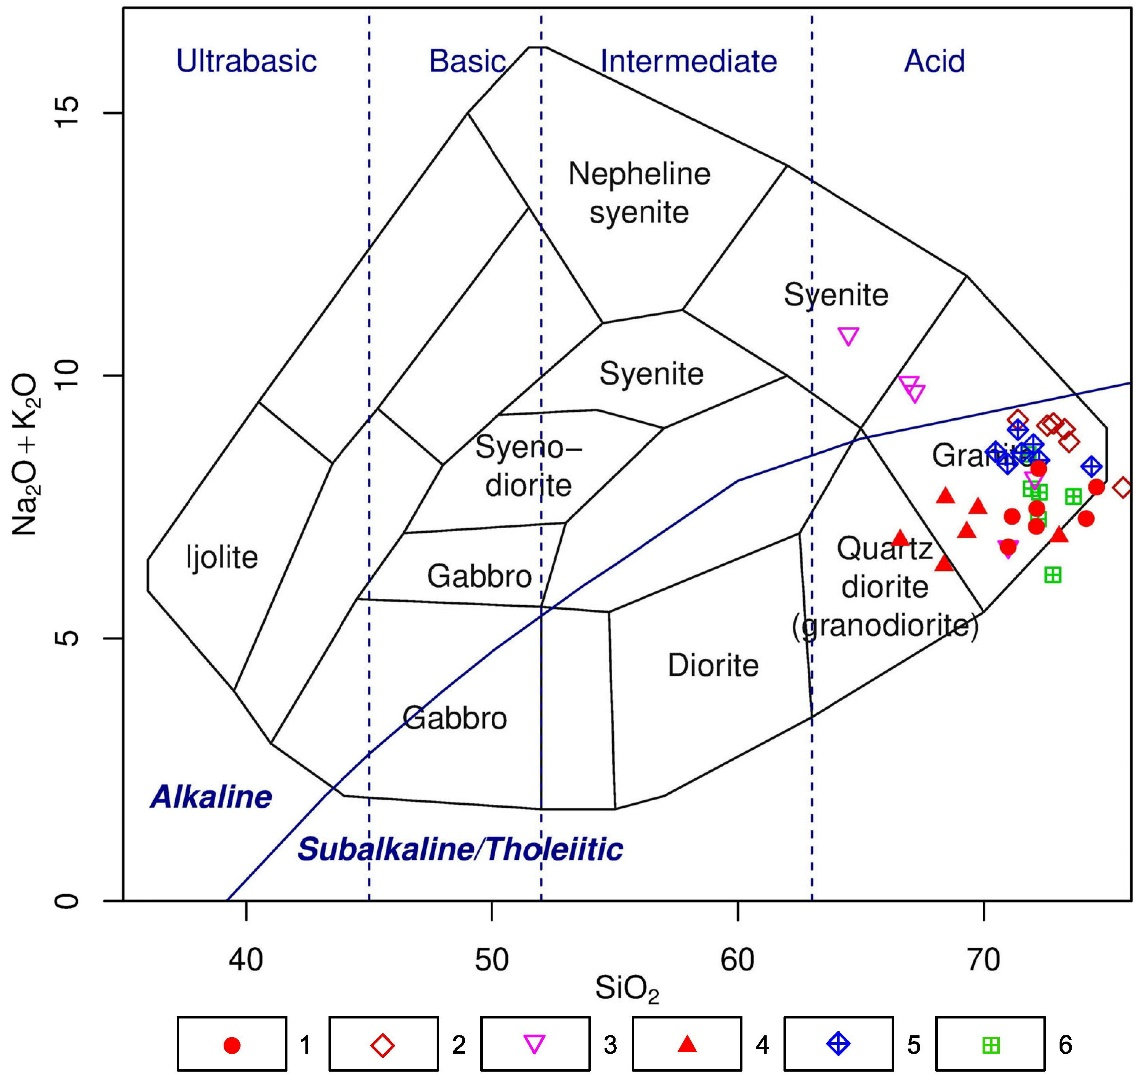 Ultrabasic Basic Intermediate Acid
15
Nepheline
syenite
Syenite
10
Syenite
Na₂O + K₂O
Syeno–
diorite
Granite
Ijolite
Gabbro
Quartz
diorite
(granodiorite)
5
Diorite
Gabbro
Alkaline
Subalkaline/Tholeiitic
0
40 50 60 70
SiO₂
1 2 3 4 5 6